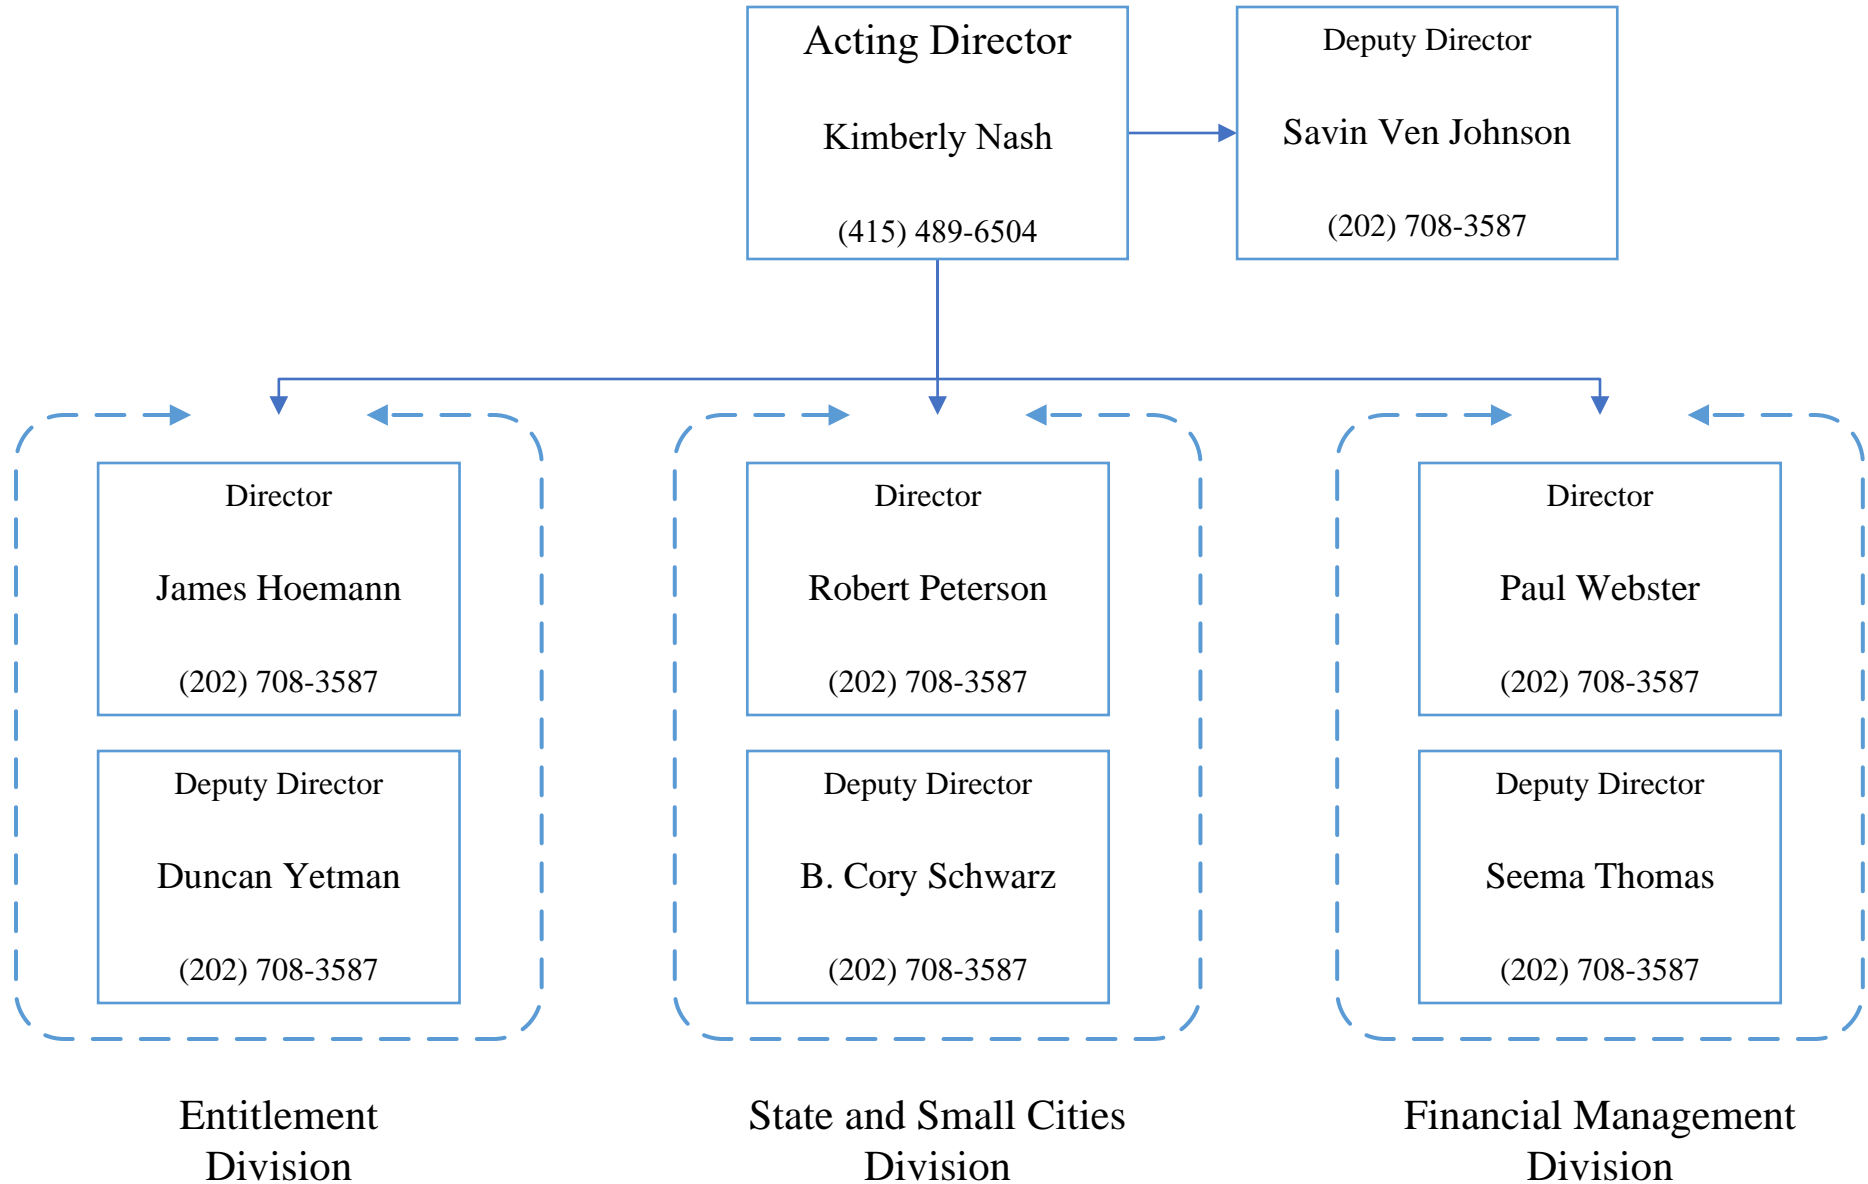 Acting Director
Kimberly Nash
(415) 489-6504
Deputy Director
Savin Ven Johnson
(202) 708-3587
Director
James Hoemann
(202) 708-3587
Deputy Director
Duncan Yetman
(202) 708-3587
Entitlement
Division
Director
Robert Peterson
(202) 708-3587
Deputy Director
B. Cory Schwarz
(202) 708-3587
State and Small Cities
Division
Director
Paul Webster
(202) 708-3587
Deputy Director
Seema Thomas
(202) 708-3587
Financial Management
Division